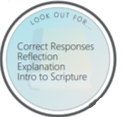 LOOK OUT FOR...
Correct Responses
Reflection
Explanation
Intro to Scripture